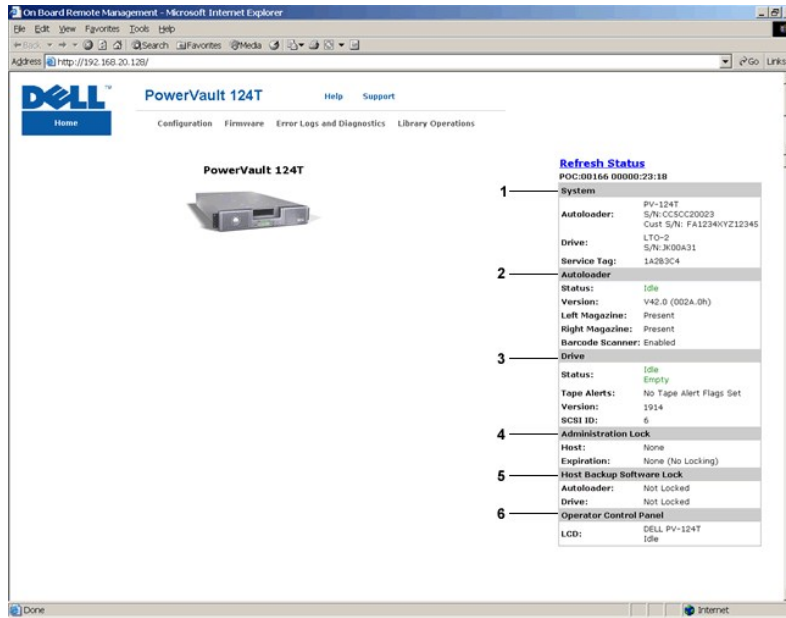 On Board Remote Management - Microsoft Internet Explorer
File Edit View Favorites Tools Help
Back Search Favorites Media
Address http://192.168.20.128/ Go Links
DELL™ PowerVault 124T Help Support
Home Configuration Firmware Error Logs and Diagnostics Library Operations
PowerVault 124T
Refresh Status
POC:00166 00000:23:18
1 System
Autoloader: PV-124T
S/N:CC5CC20023
Cust S/N: FA1234XYZ12345
Drive: LTO-2
S/N:JK00A31
Service Tag: 1A2B3C4
2 Autoloader
Status: Idle
Version: V42.0 (002A.0h)
Left Magazine: Present
Right Magazine: Present
Barcode Scanner: Enabled
3 Drive
Status: Idle
Empty
Tape Alerts: No Tape Alert Flags Set
Version: 1914
SCSI ID: 6
4 Administration Lock
Host: None
Expiration: None (No Locking)
5 Host Backup Software Lock
Autoloader: Not Locked
Drive: Not Locked
6 Operator Control Panel
LCD: DELL PV-124T
Idle
Done Internet